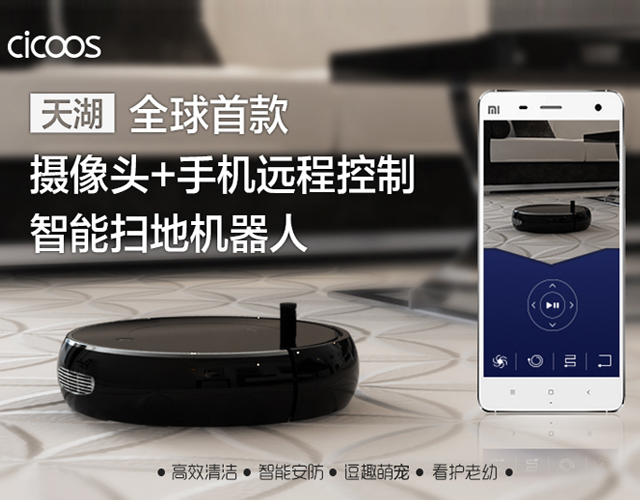 cicoos
天湖 全球首款
摄像头+手机远程控制
智能扫地机器人
MI
• 高效清洁 • 智能安防 • 逗趣萌宠 • 看护老幼 •